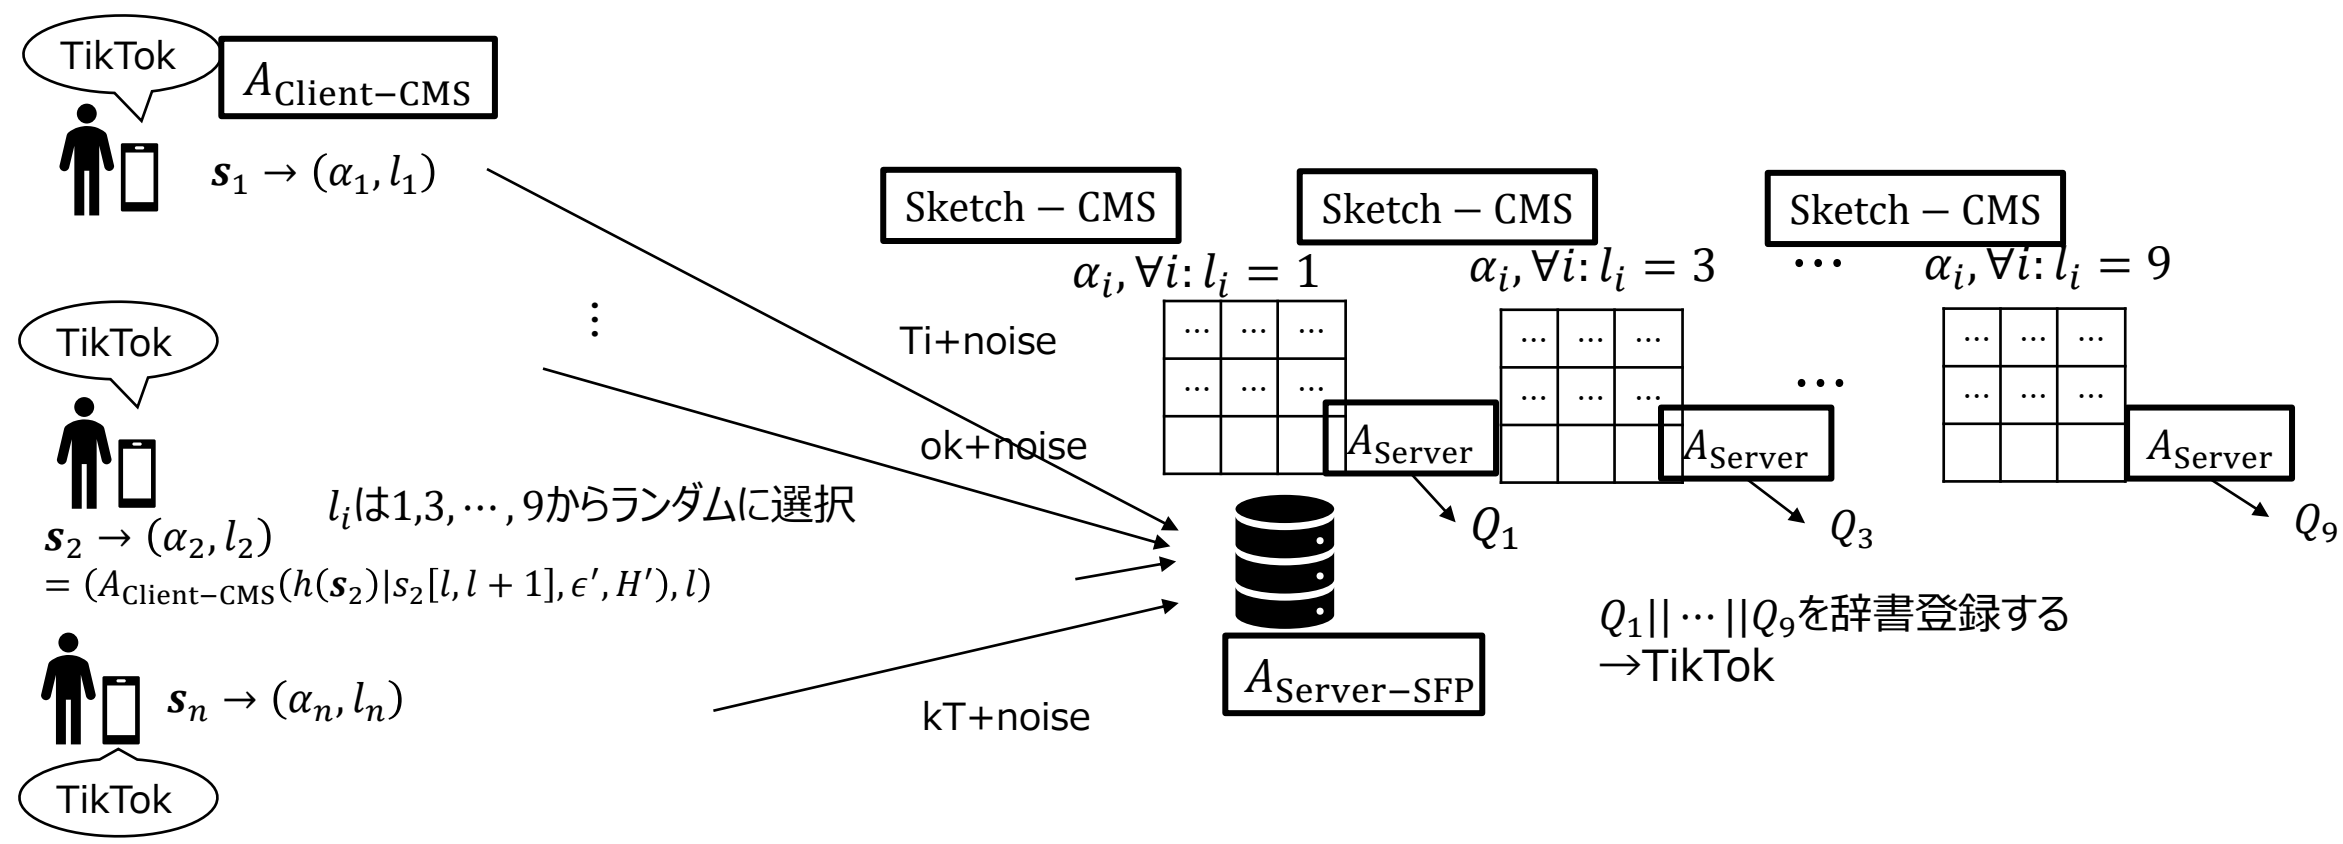 TikTok
A_Client−CMS
𝒔_1 → (α_1, l_1)
⋮
TikTok
l_iは1,3, ⋯ , 9からランダムに選択
𝒔_2 → (α_2, l_2)
= (A_Client−CMS(h(𝒔_2)|s_2[l, l + 1], ϵ′, H′), l)
𝒔_n → (α_n, l_n)
TikTok
Ti+noise
ok+noise
kT+noise
Sketch − CMS
Sketch − CMS
Sketch − CMS
α_i, ∀i: l_i = 1
α_i, ∀i: l_i = 3
⋯
α_i, ∀i: l_i = 9
… … …
… … …
… … …
… … …
⋯
… … …
… … …
A_Server
A_Server
A_Server
Q_1
Q_3
Q_9
A_Server−SFP
Q_1|| ⋯ ||Q_9を辞書登録する
→TikTok